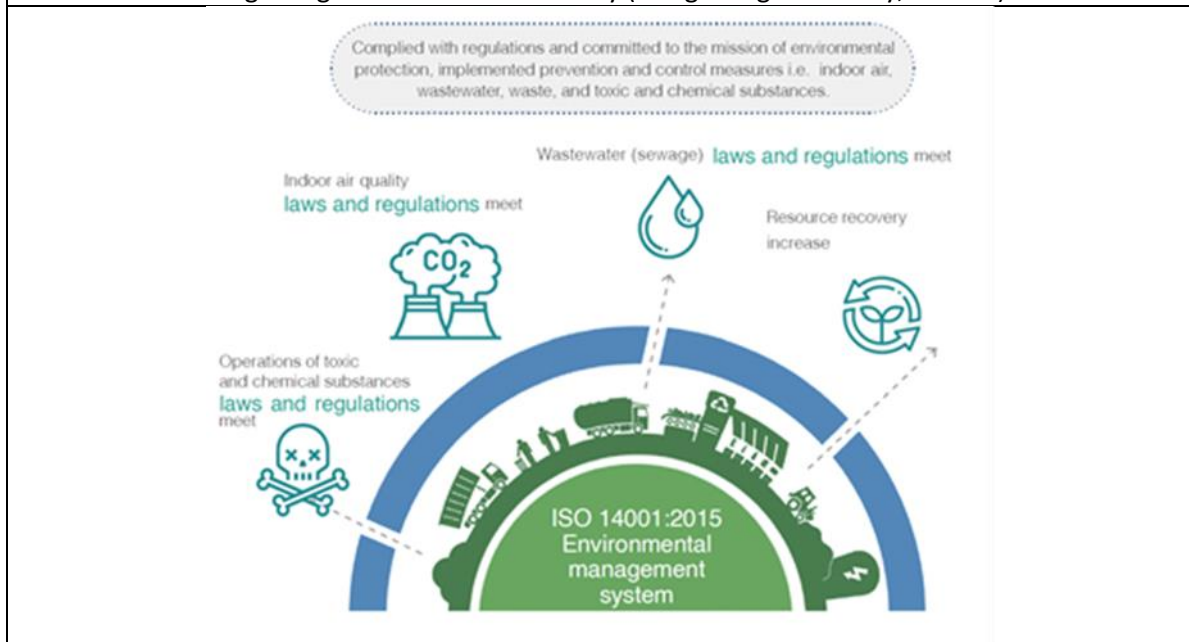 Complied with regulations and committed to the mission of environmental
protection, implemented prevention and control measures i.e. indoor air,
wastewater, waste, and toxic and chemical substances.
Wastewater (sewage) laws and regulations meet
Indoor air quality
laws and regulations meet
Resource recovery
increase
CO2
Operations of toxic
and chemical substances
laws and regulations
meet
ISO 14001:2015
Environmental
management
system